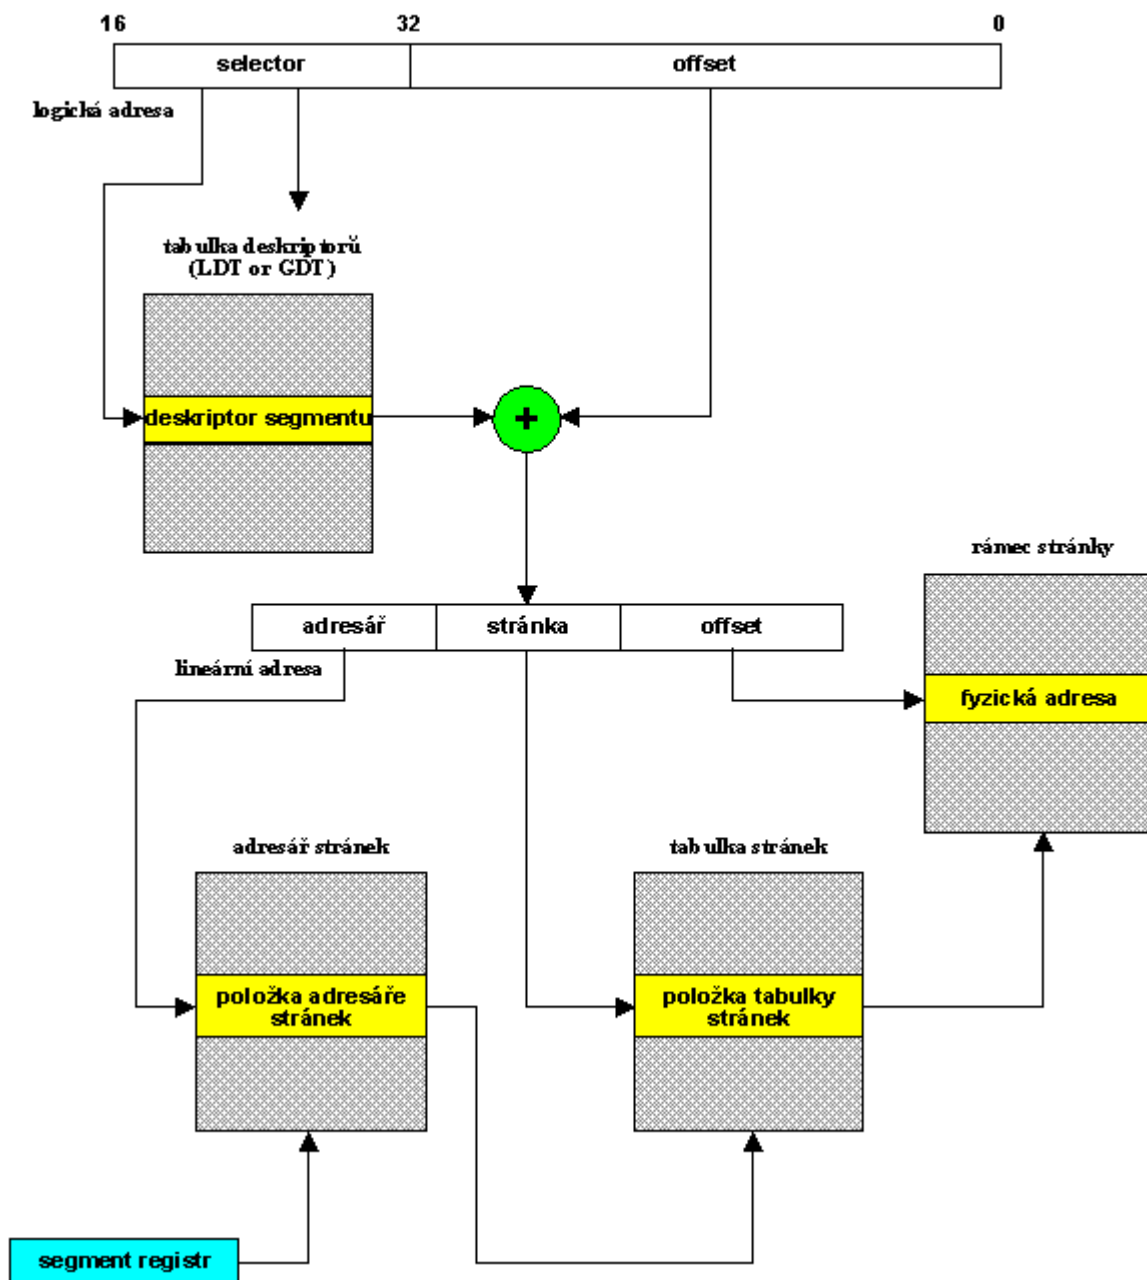 16 32 0
selector offset
logická adresa
tabulka deskriptorů
(LDT or GDT)
deskriptor segmentu
+
rámec stránky
adresář stránka offset
lineární adresa
fyzická adresa
adresář stránek
tabulka stránek
položka adresáře
stránek
položka tabulky
stránek
segment registr